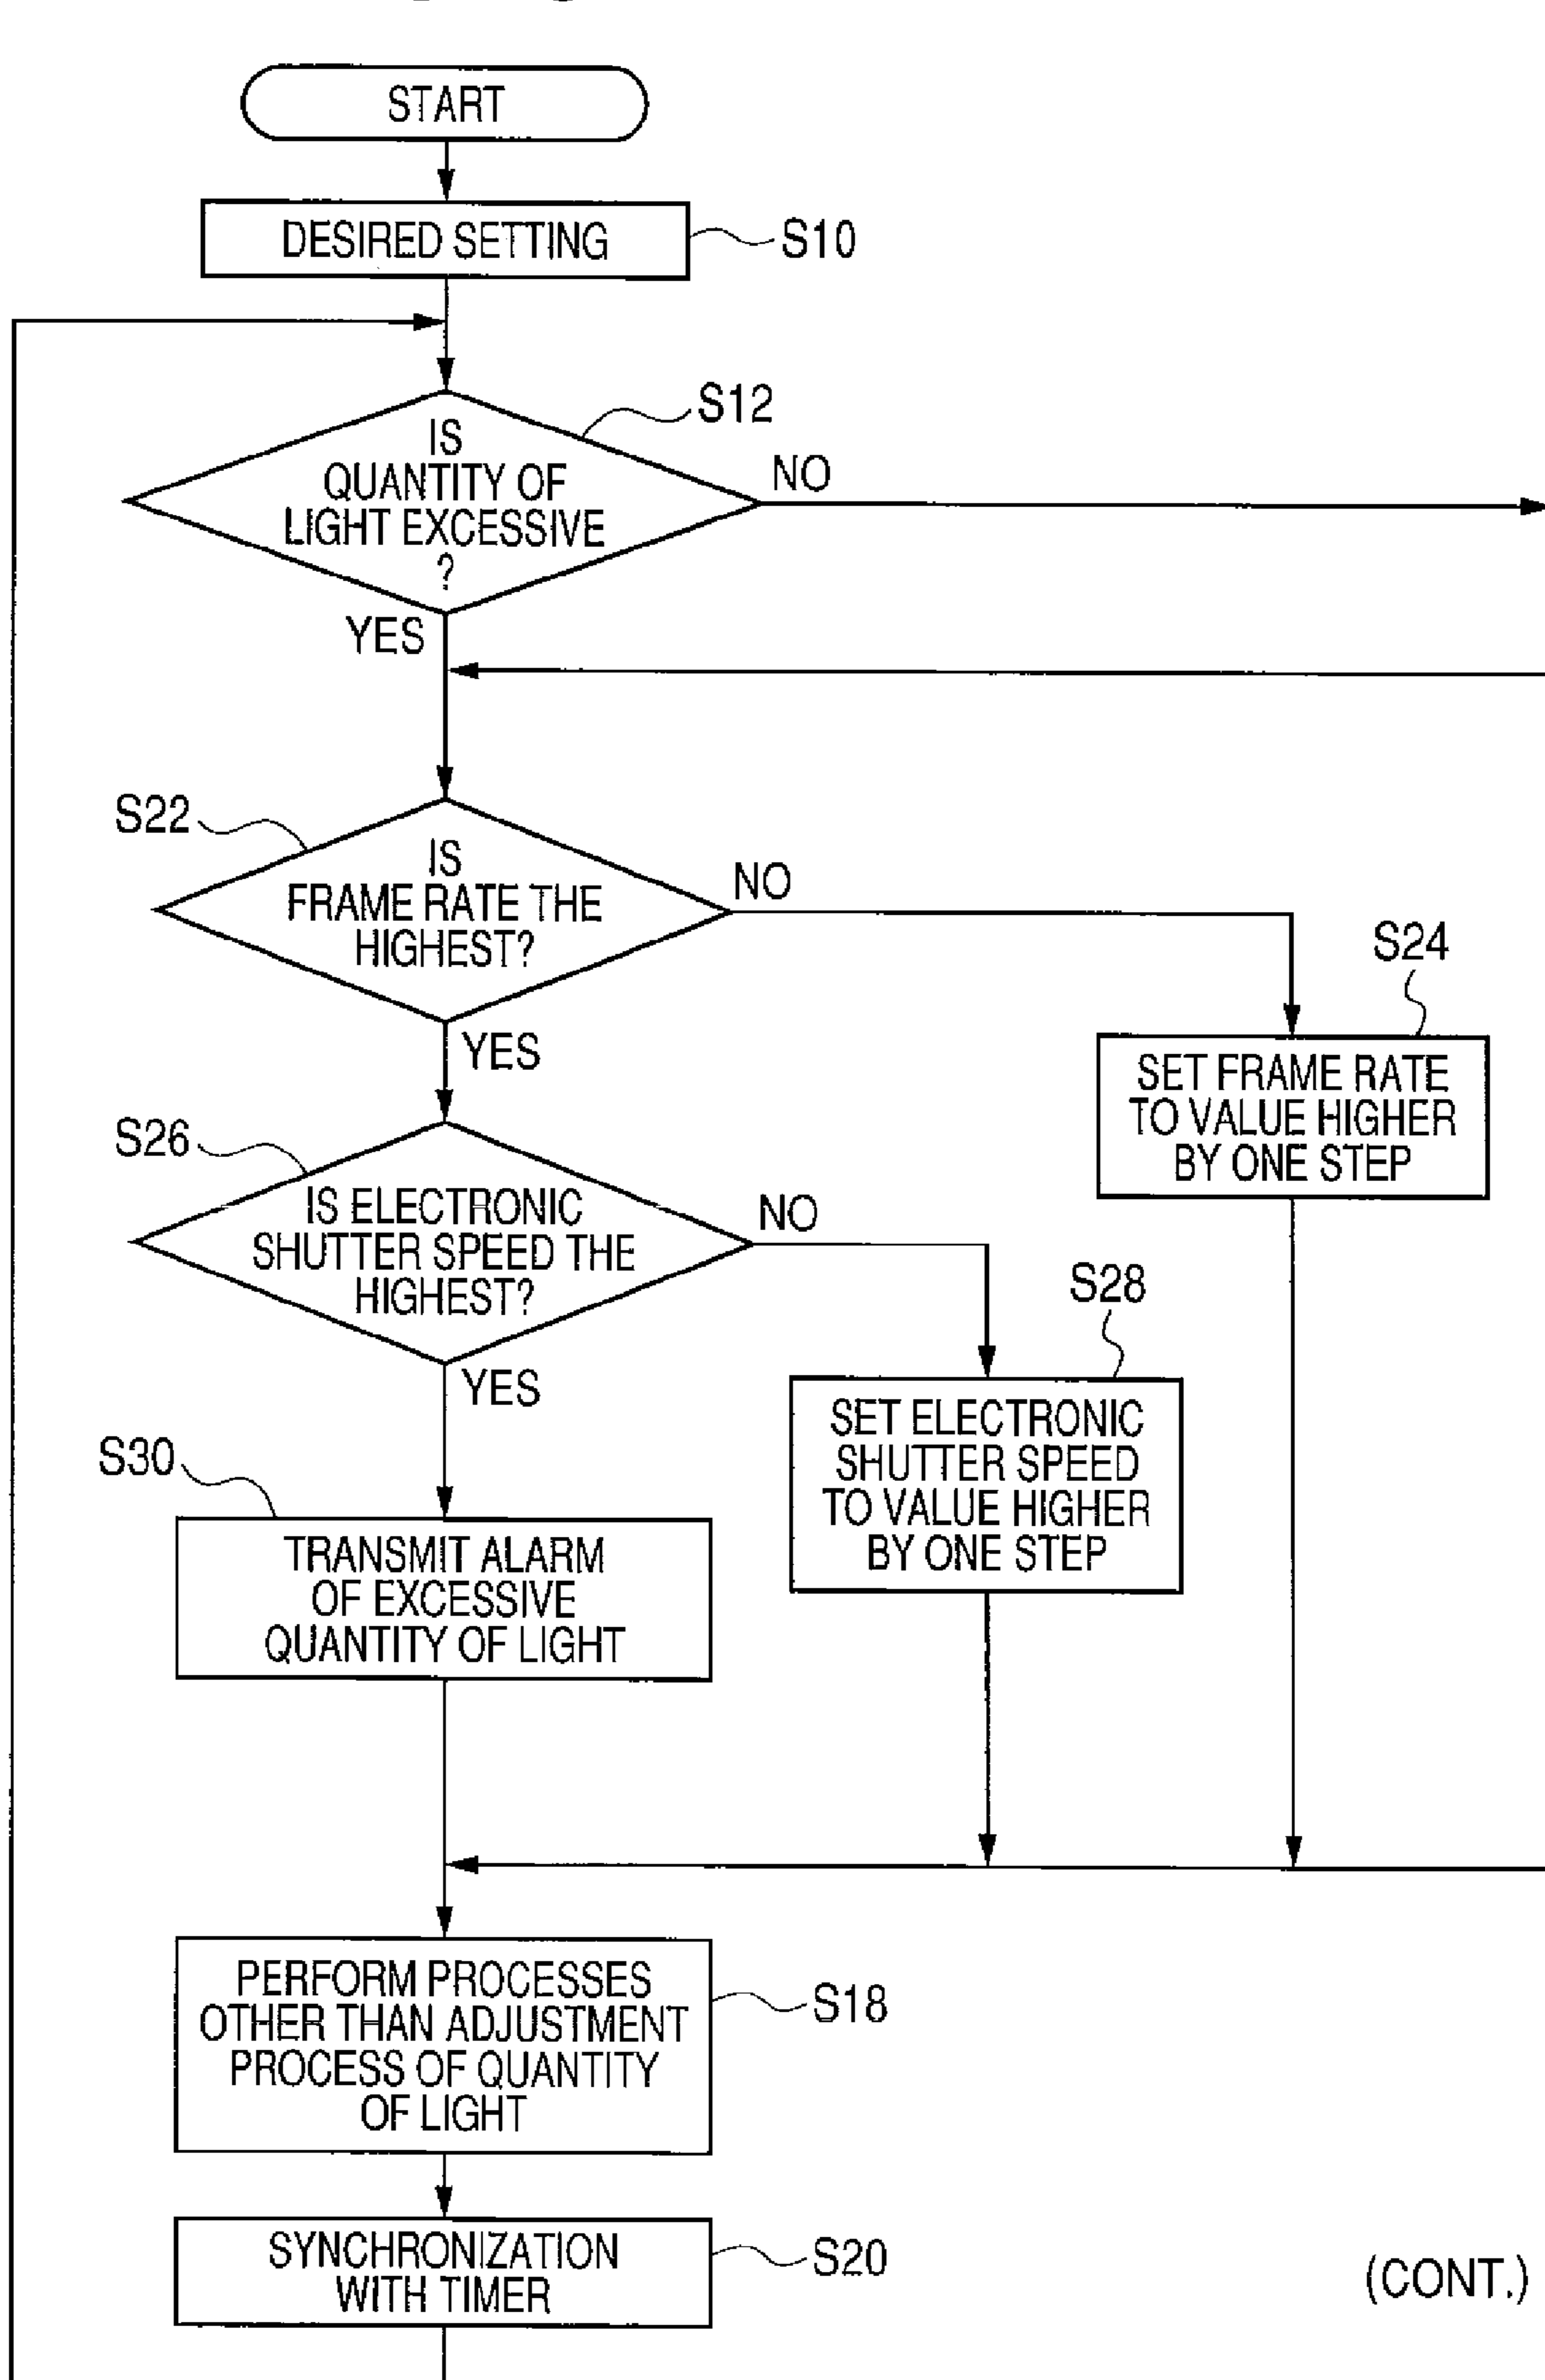 START
DESIRED SETTING
S10
S12
IS
QUANTITY OF
LIGHT EXCESSIVE
?
NO
YES
S22
IS
FRAME RATE THE
HIGHEST?
NO
YES
S24
SET FRAME RATE
TO VALUE HIGHER
BY ONE STEP
S26
IS ELECTRONIC
SHUTTER SPEED THE
HIGHEST?
NO
YES
S28
SET ELECTRONIC
SHUTTER SPEED
TO VALUE HIGHER
BY ONE STEP
S30
TRANSMIT ALARM
OF EXCESSIVE
QUANTITY OF LIGHT
PERFORM PROCESSES
OTHER THAN ADJUSTMENT
PROCESS OF QUANTITY
OF LIGHT
S18
SYNCHRONIZATION
WITH TIMER
S20
(CONT.)